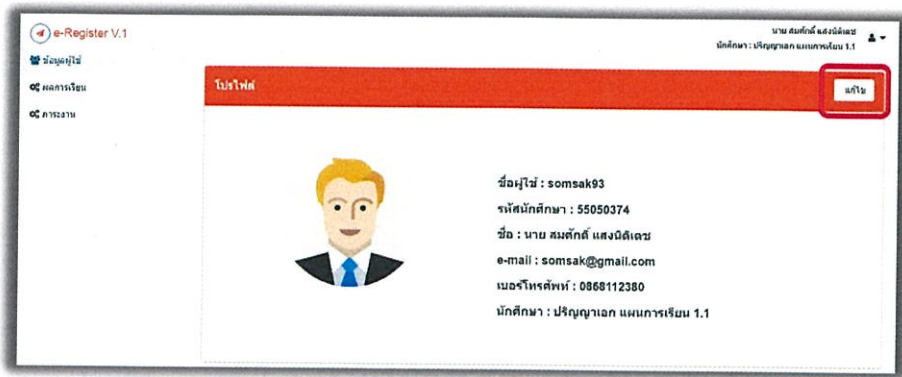 e-Register V.1
นาย สมศักดิ์ แสงนิติเดช
นักศึกษา : ปริญญาเอก แผนการเรียน 1.1
ข้อมูลผู้ใช้
ผลการเรียน
ภาระงาน
โปรไฟล์
แก้ไข
ชื่อผู้ใช้ : somsak93
รหัสนักศึกษา : 55050374
ชื่อ : นาย สมศักดิ์ แสงนิติเดช
e-mail : somsak@gmail.com
เบอร์โทรศัพท์ : 0868112380
นักศึกษา : ปริญญาเอก แผนการเรียน 1.1